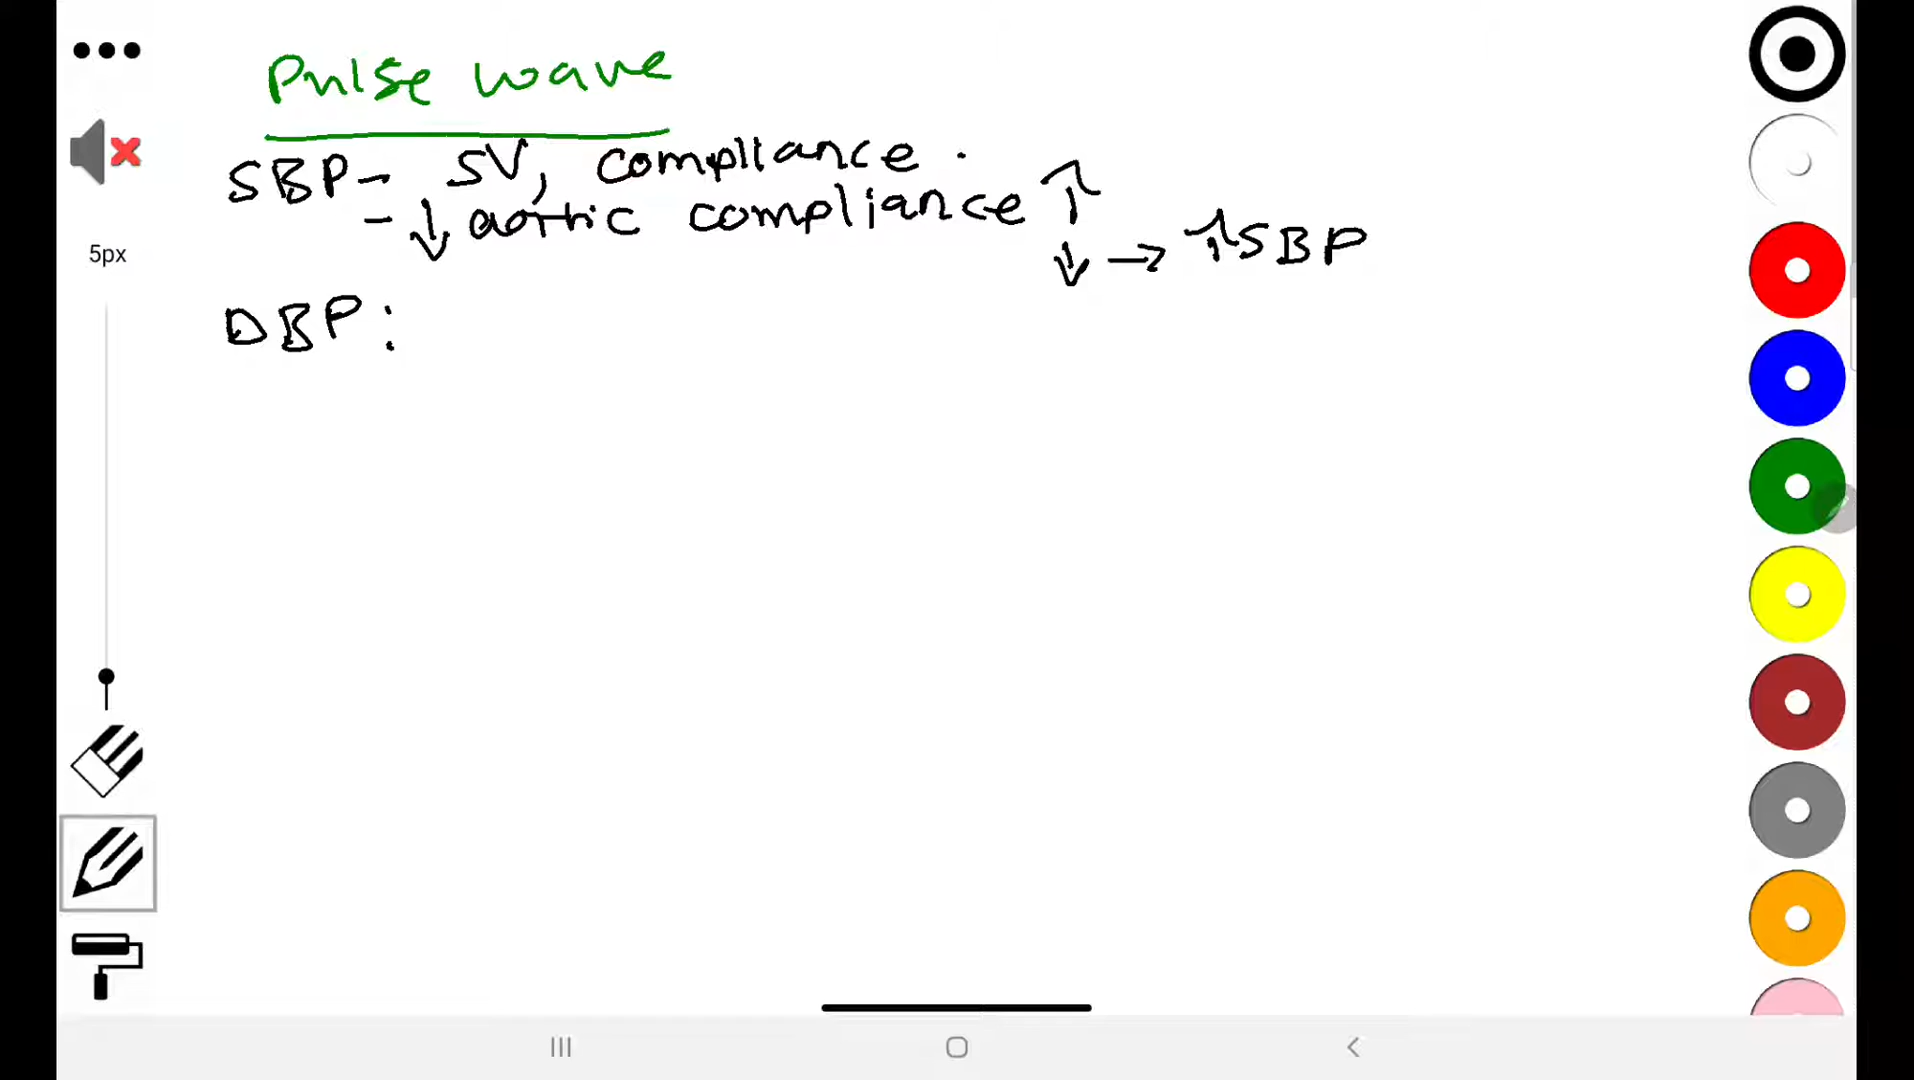 Pulse wave
SBP - SV, compliance .
- ↓ aortic compliance ↑
↓ → ↑SBP
5px
DBP :